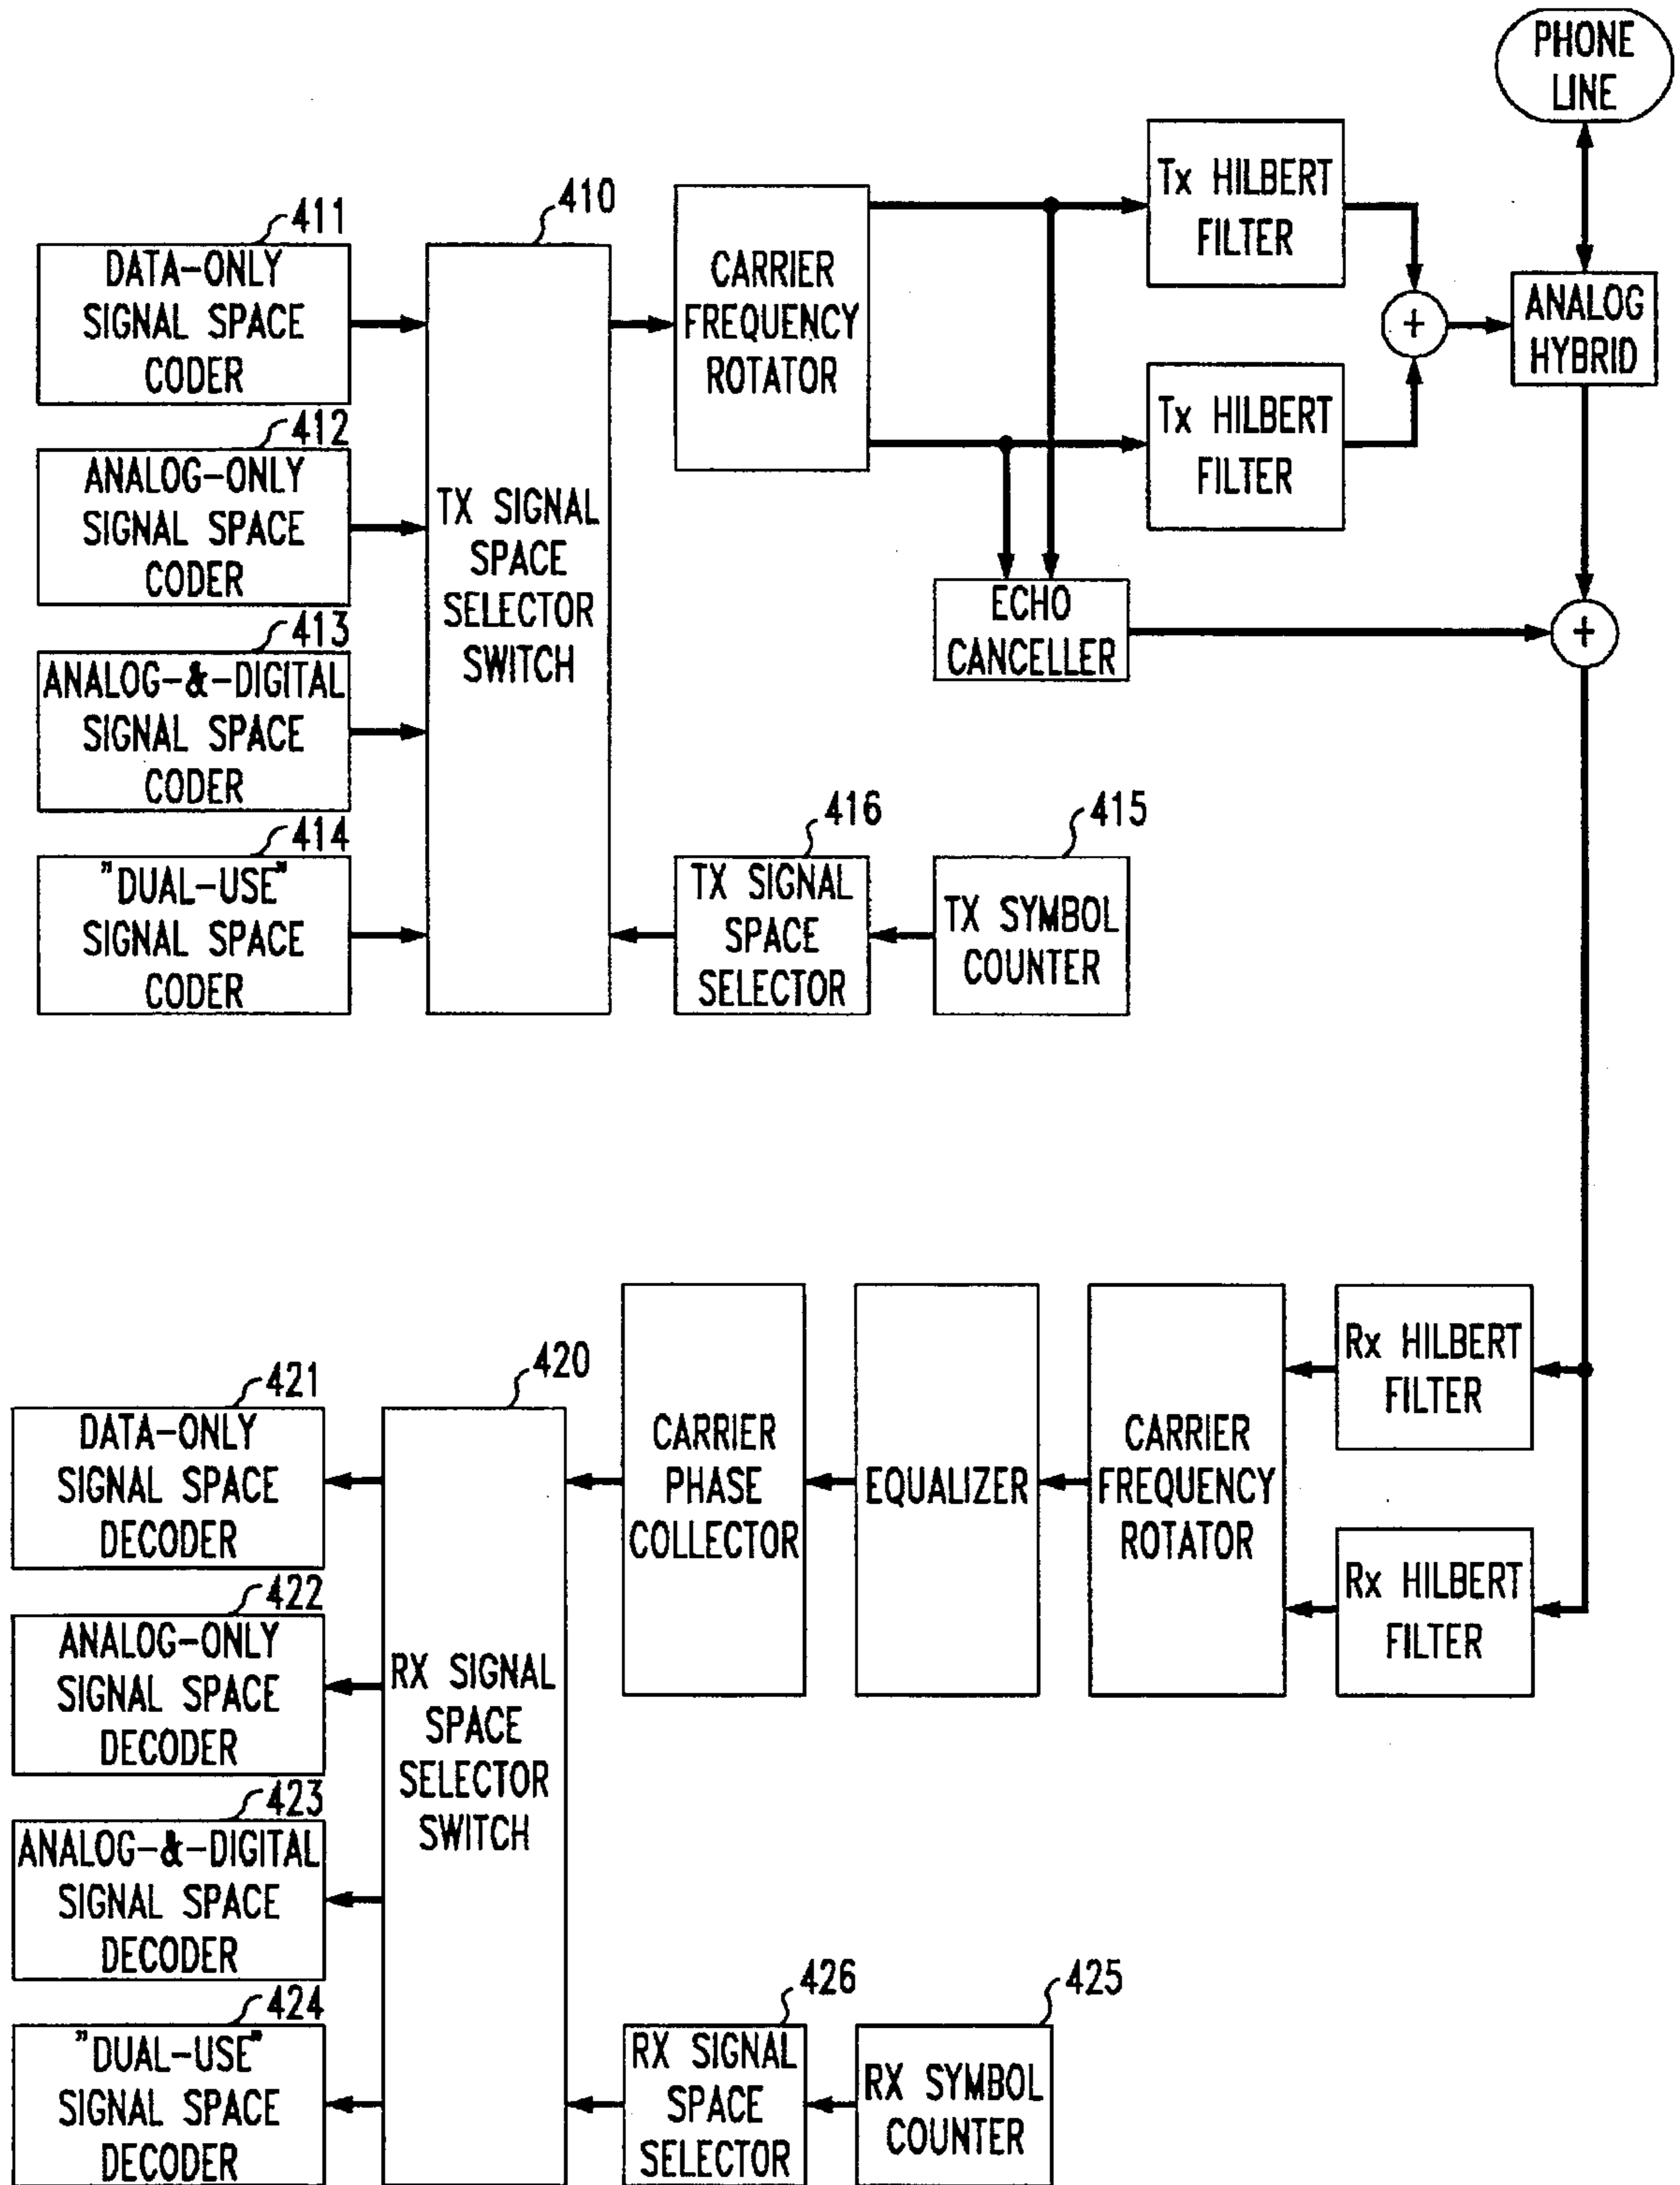 PHONE
LINE
411
DATA-ONLY
SIGNAL SPACE
CODER
412
ANALOG-ONLY
SIGNAL SPACE
CODER
413
ANALOG-&-DIGITAL
SIGNAL SPACE
CODER
414
"DUAL-USE"
SIGNAL SPACE
CODER
410
TX SIGNAL
SPACE
SELECTOR
SWITCH
CARRIER
FREQUENCY
ROTATOR
Tx HILBERT
FILTER
Tx HILBERT
FILTER
+
ANALOG
HYBRID
ECHO
CANCELLER
+
416
TX SIGNAL
SPACE
SELECTOR
415
TX SYMBOL
COUNTER
Rx HILBERT
FILTER
Rx HILBERT
FILTER
CARRIER
FREQUENCY
ROTATOR
EQUALIZER
CARRIER
PHASE
COLLECTOR
420
RX SIGNAL
SPACE
SELECTOR
SWITCH
421
DATA-ONLY
SIGNAL SPACE
DECODER
422
ANALOG-ONLY
SIGNAL SPACE
DECODER
423
ANALOG-&-DIGITAL
SIGNAL SPACE
DECODER
424
"DUAL-USE"
SIGNAL SPACE
DECODER
426
RX SIGNAL
SPACE
SELECTOR
425
RX SYMBOL
COUNTER